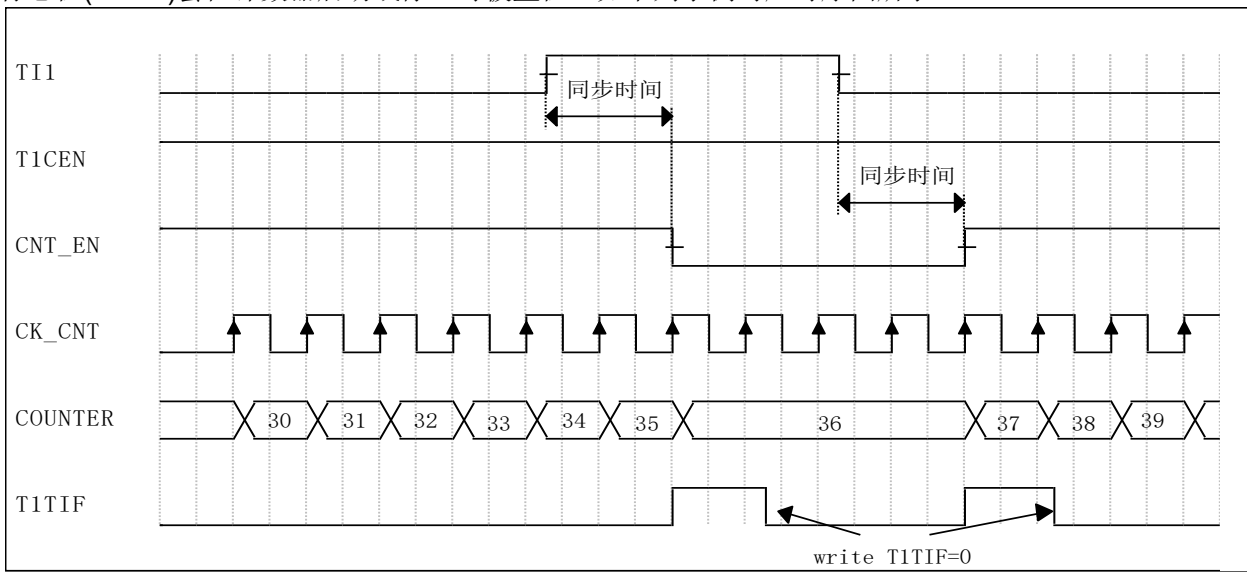 TI1
同步时间
T1CEN
同步时间
CNT_EN
CK_CNT
COUNTER 30 31 32 33 34 35 36 37 38 39
T1TIF
write T1TIF=0